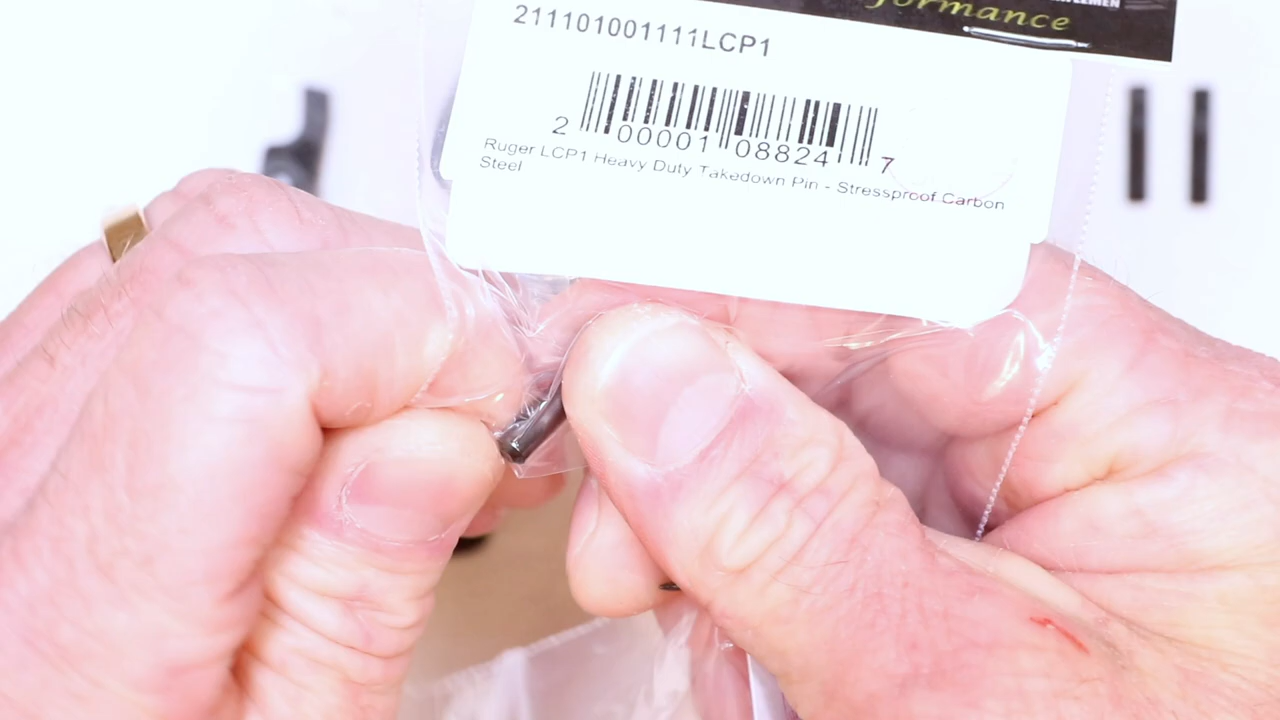 formance
211101001111LCP1
2 00001 08824 7
Ruger LCP1 Heavy Duty Takedown Pin - Stressproof Carbon
Steel